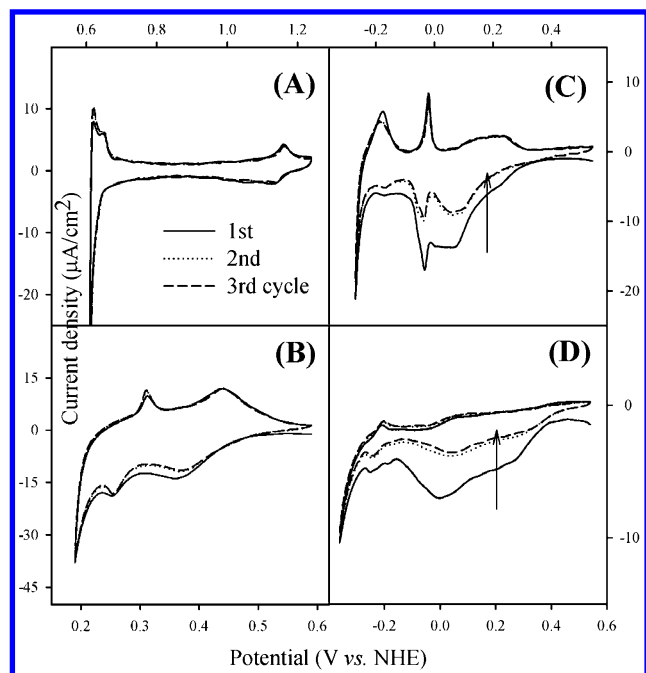 0.6 0.8 1.0 1.2
-0.2 0.0 0.2 0.4
(A)
(C)
10
0
-10
-20
10
0
-10
-20
1st
2nd
3rd cycle
Current density (μA/cm²)
(B)
(D)
15
0
-15
-30
-45
0
-10
0.2 0.3 0.4 0.5 0.6
-0.2 0.0 0.2 0.4 0.6
Potential (V vs. NHE)